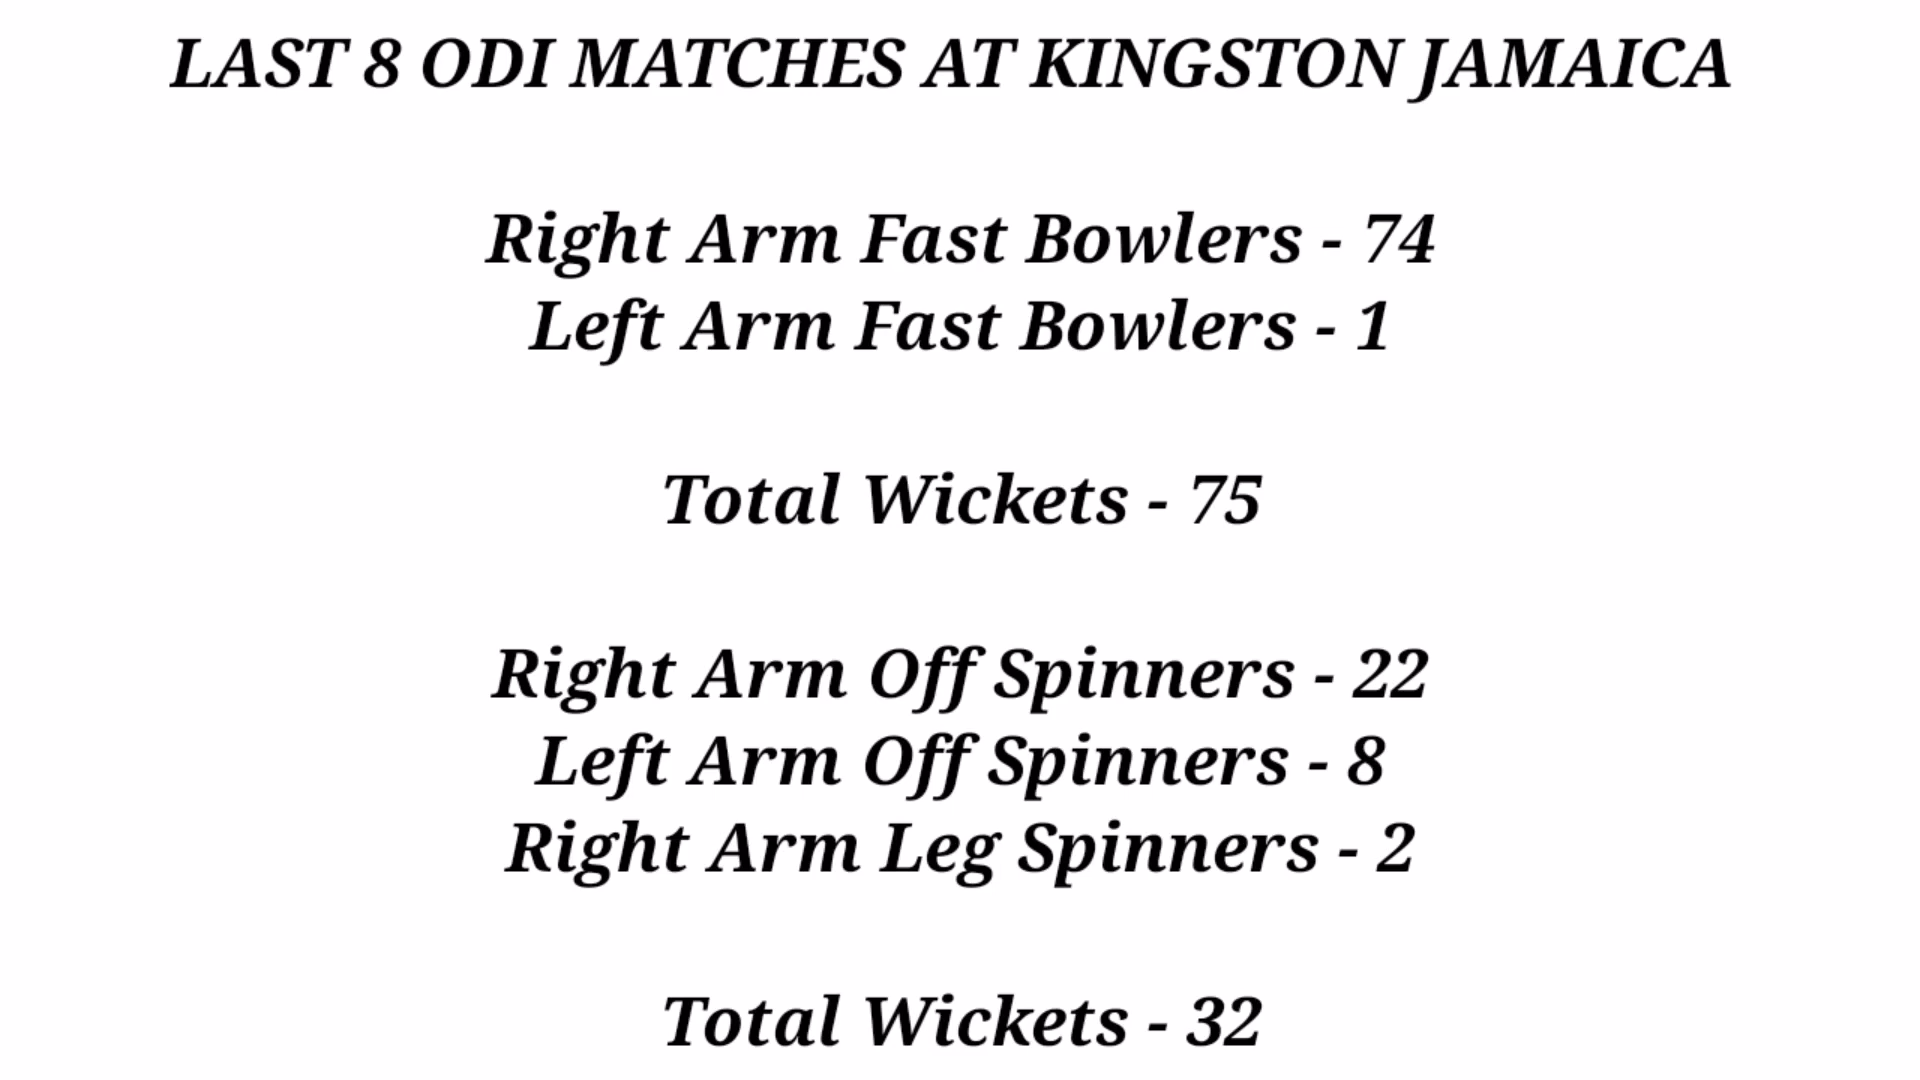 LAST 8 ODI MATCHES AT KINGSTON JAMAICA
Right Arm Fast Bowlers - 74
Left Arm Fast Bowlers - 1
Total Wickets - 75
Right Arm Off Spinners - 22
Left Arm Off Spinners - 8
Right Arm Leg Spinners - 2
Total Wickets - 32